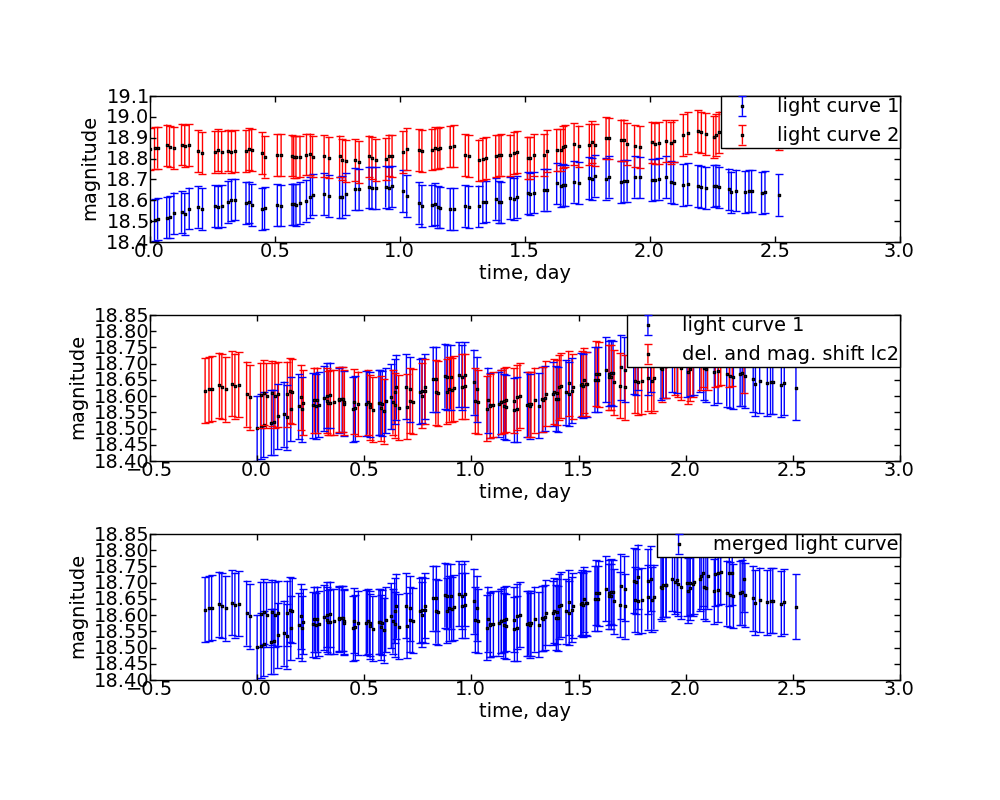 19.1
19.0
18.9
18.8
18.7
18.6
18.5
18.4
magnitude
light curve 1
light curve 2
0.0 0.5 1.0 1.5 2.0 2.5 3.0
time, day
18.85
18.80
18.75
18.70
18.65
18.60
18.55
18.50
18.45
18.40
magnitude
light curve 1
del. and mag. shift lc2
−0.5 0.0 0.5 1.0 1.5 2.0 2.5 3.0
time, day
18.85
18.80
18.75
18.70
18.65
18.60
18.55
18.50
18.45
18.40
magnitude
merged light curve
−0.5 0.0 0.5 1.0 1.5 2.0 2.5 3.0
time, day